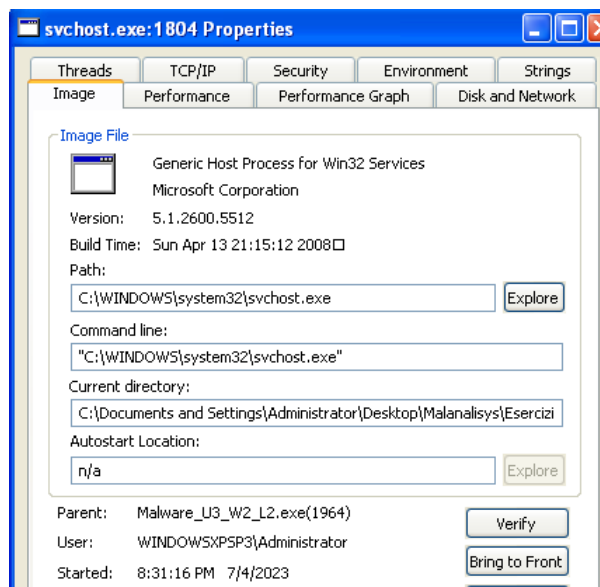 svchost.exe:1804 Properties
Threads TCP/IP Security Environment Strings
Image Performance Performance Graph Disk and Network
Image File
Generic Host Process for Win32 Services
Microsoft Corporation
Version: 5.1.2600.5512
Build Time: Sun Apr 13 21:15:12 2008□
Path:
C:\WINDOWS\system32\svchost.exe Explore
Command line:
"C:\WINDOWS\system32\svchost.exe"
Current directory:
C:\Documents and Settings\Administrator\Desktop\Malanalisys\Esercizi
Autostart Location:
n/a Explore
Parent: Malware_U3_W2_L2.exe(1964) Verify
User: WINDOWSXPSP3\Administrator
Bring to Front
Started: 8:31:16 PM 7/4/2023